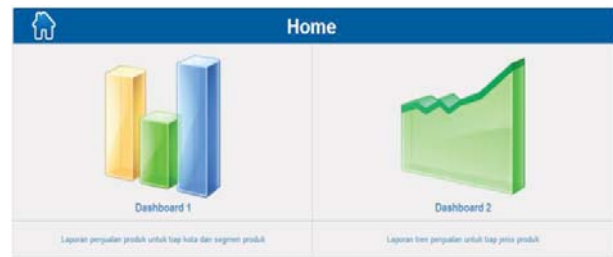 Home
Dashboard 1
Dashboard 2
Laporan penjualan produk untuk tiap kota dan segmen produk
Laporan tren penjualan untuk tiap jenis produk